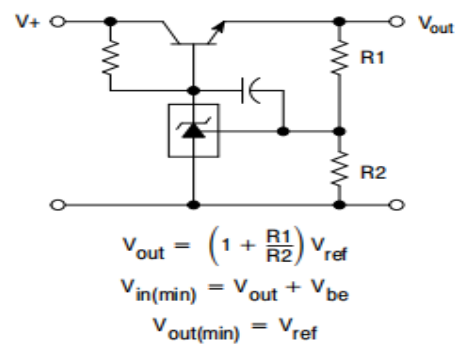 V+
Vout
R1
R2
Vout = (1 + R1/R2) Vref
Vin(min) = Vout + Vbe
Vout(min) = Vref